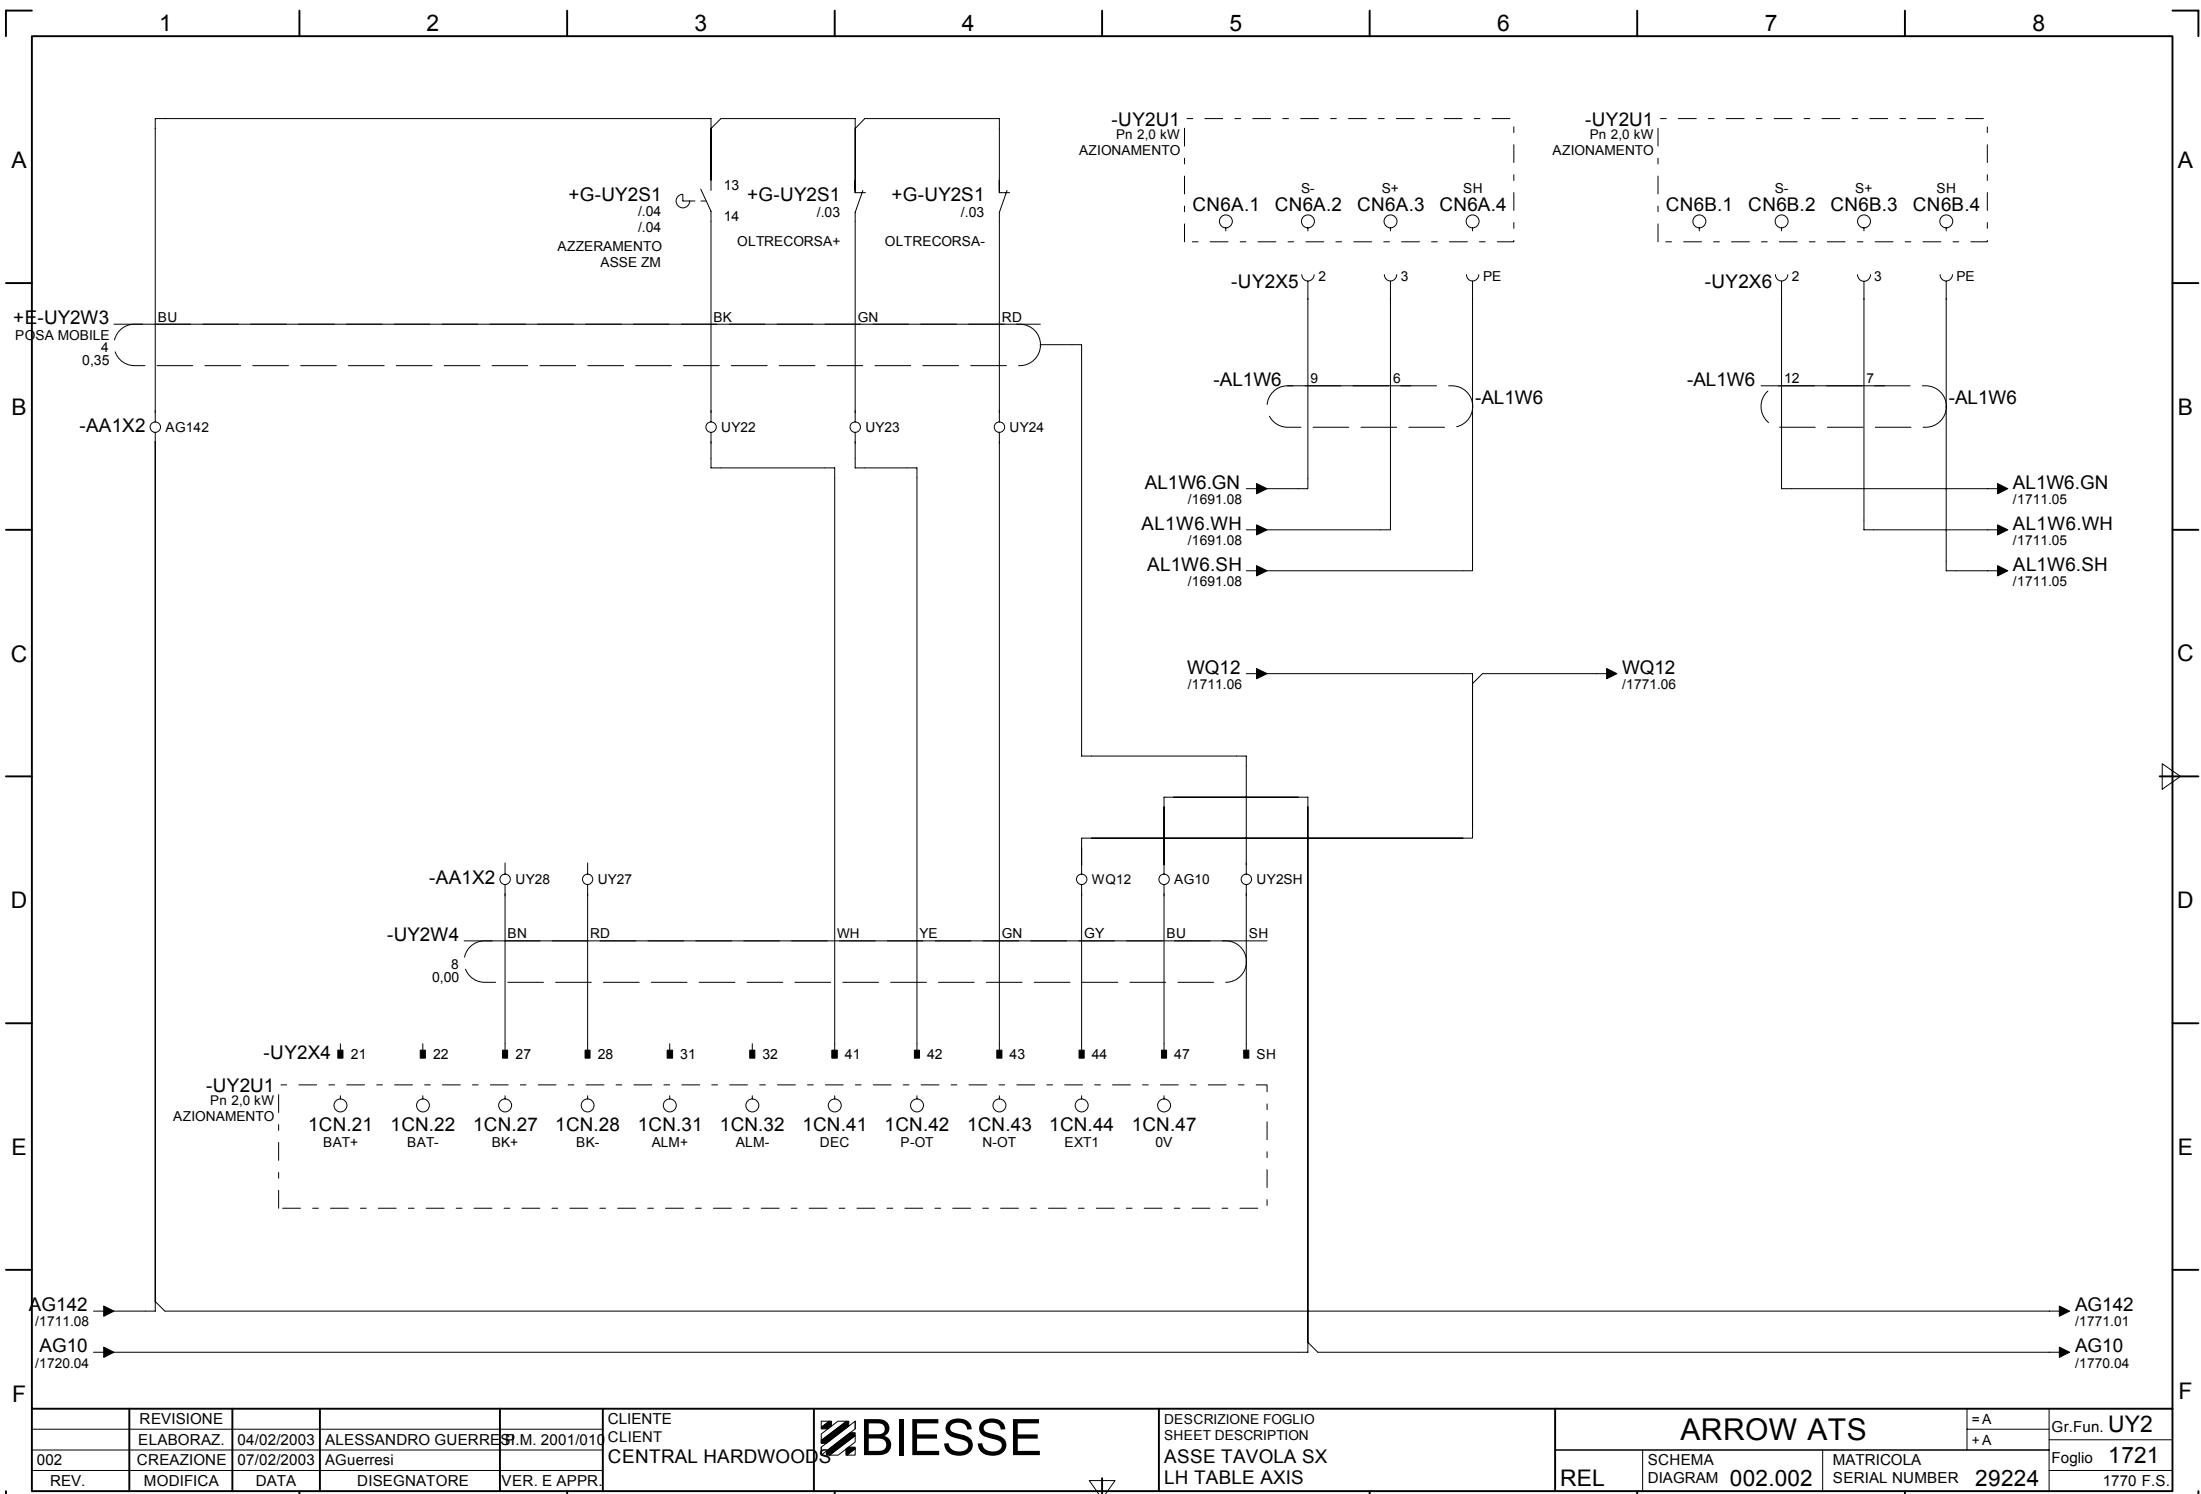 1 2 3 4 5 6 7 8
A A
B B
C C
D D
E E
F F
+G-UY2S1
/.04
/.04
AZZERAMENTO
ASSE ZM
13
14
+G-UY2S1
/.03
OLTRECORSA+
+G-UY2S1
/.03
OLTRECORSA-
-UY2U1
Pn 2,0 kW
AZIONAMENTO
S- S+ SH
CN6A.1 CN6A.2 CN6A.3 CN6A.4
-UY2U1
Pn 2,0 kW
AZIONAMENTO
S- S+ SH
CN6B.1 CN6B.2 CN6B.3 CN6B.4
-UY2X5 2 3 PE
-UY2X6 2 3 PE
+E-UY2W3
POSA MOBILE
4
0,35
BU BK GN RD
-AL1W6 9 6 -AL1W6
-AL1W6 12 7 -AL1W6
-AA1X2 AG142 UY22 UY23 UY24
AL1W6.GN
/1691.08
AL1W6.WH
/1691.08
AL1W6.SH
/1691.08
AL1W6.GN
/1711.05
AL1W6.WH
/1711.05
AL1W6.SH
/1711.05
WQ12
/1711.06
WQ12
/1771.06
-AA1X2 UY28 UY27 WQ12 AG10 UY2SH
-UY2W4
8
0,00
BN RD WH YE GN GY BU SH
-UY2X4 21 22 27 28 31 32 41 42 43 44 47 SH
-UY2U1
Pn 2,0 kW
AZIONAMENTO
1CN.21 1CN.22 1CN.27 1CN.28 1CN.31 1CN.32 1CN.41 1CN.42 1CN.43 1CN.44 1CN.47
BAT+ BAT- BK+ BK- ALM+ ALM- DEC P-OT N-OT EXT1 0V
AG142
/1711.08
AG10
/1720.04
AG142
/1771.01
AG10
/1770.04
REVISIONE
ELABORAZ. 04/02/2003 ALESSANDRO GUERRESI P.M. 2001/010
002 CREAZIONE 07/02/2003 AGuerresi
REV. MODIFICA DATA DISEGNATORE VER. E APPR.
CLIENTE
CLIENT
CENTRAL HARDWOODS
BIESSE
DESCRIZIONE FOGLIO
SHEET DESCRIPTION
ASSE TAVOLA SX
LH TABLE AXIS
ARROW ATS
= A
+ A
REL
SCHEMA
DIAGRAM 002.002
MATRICOLA
SERIAL NUMBER 29224
Gr.Fun. UY2
Foglio 1721
1770 F.S.